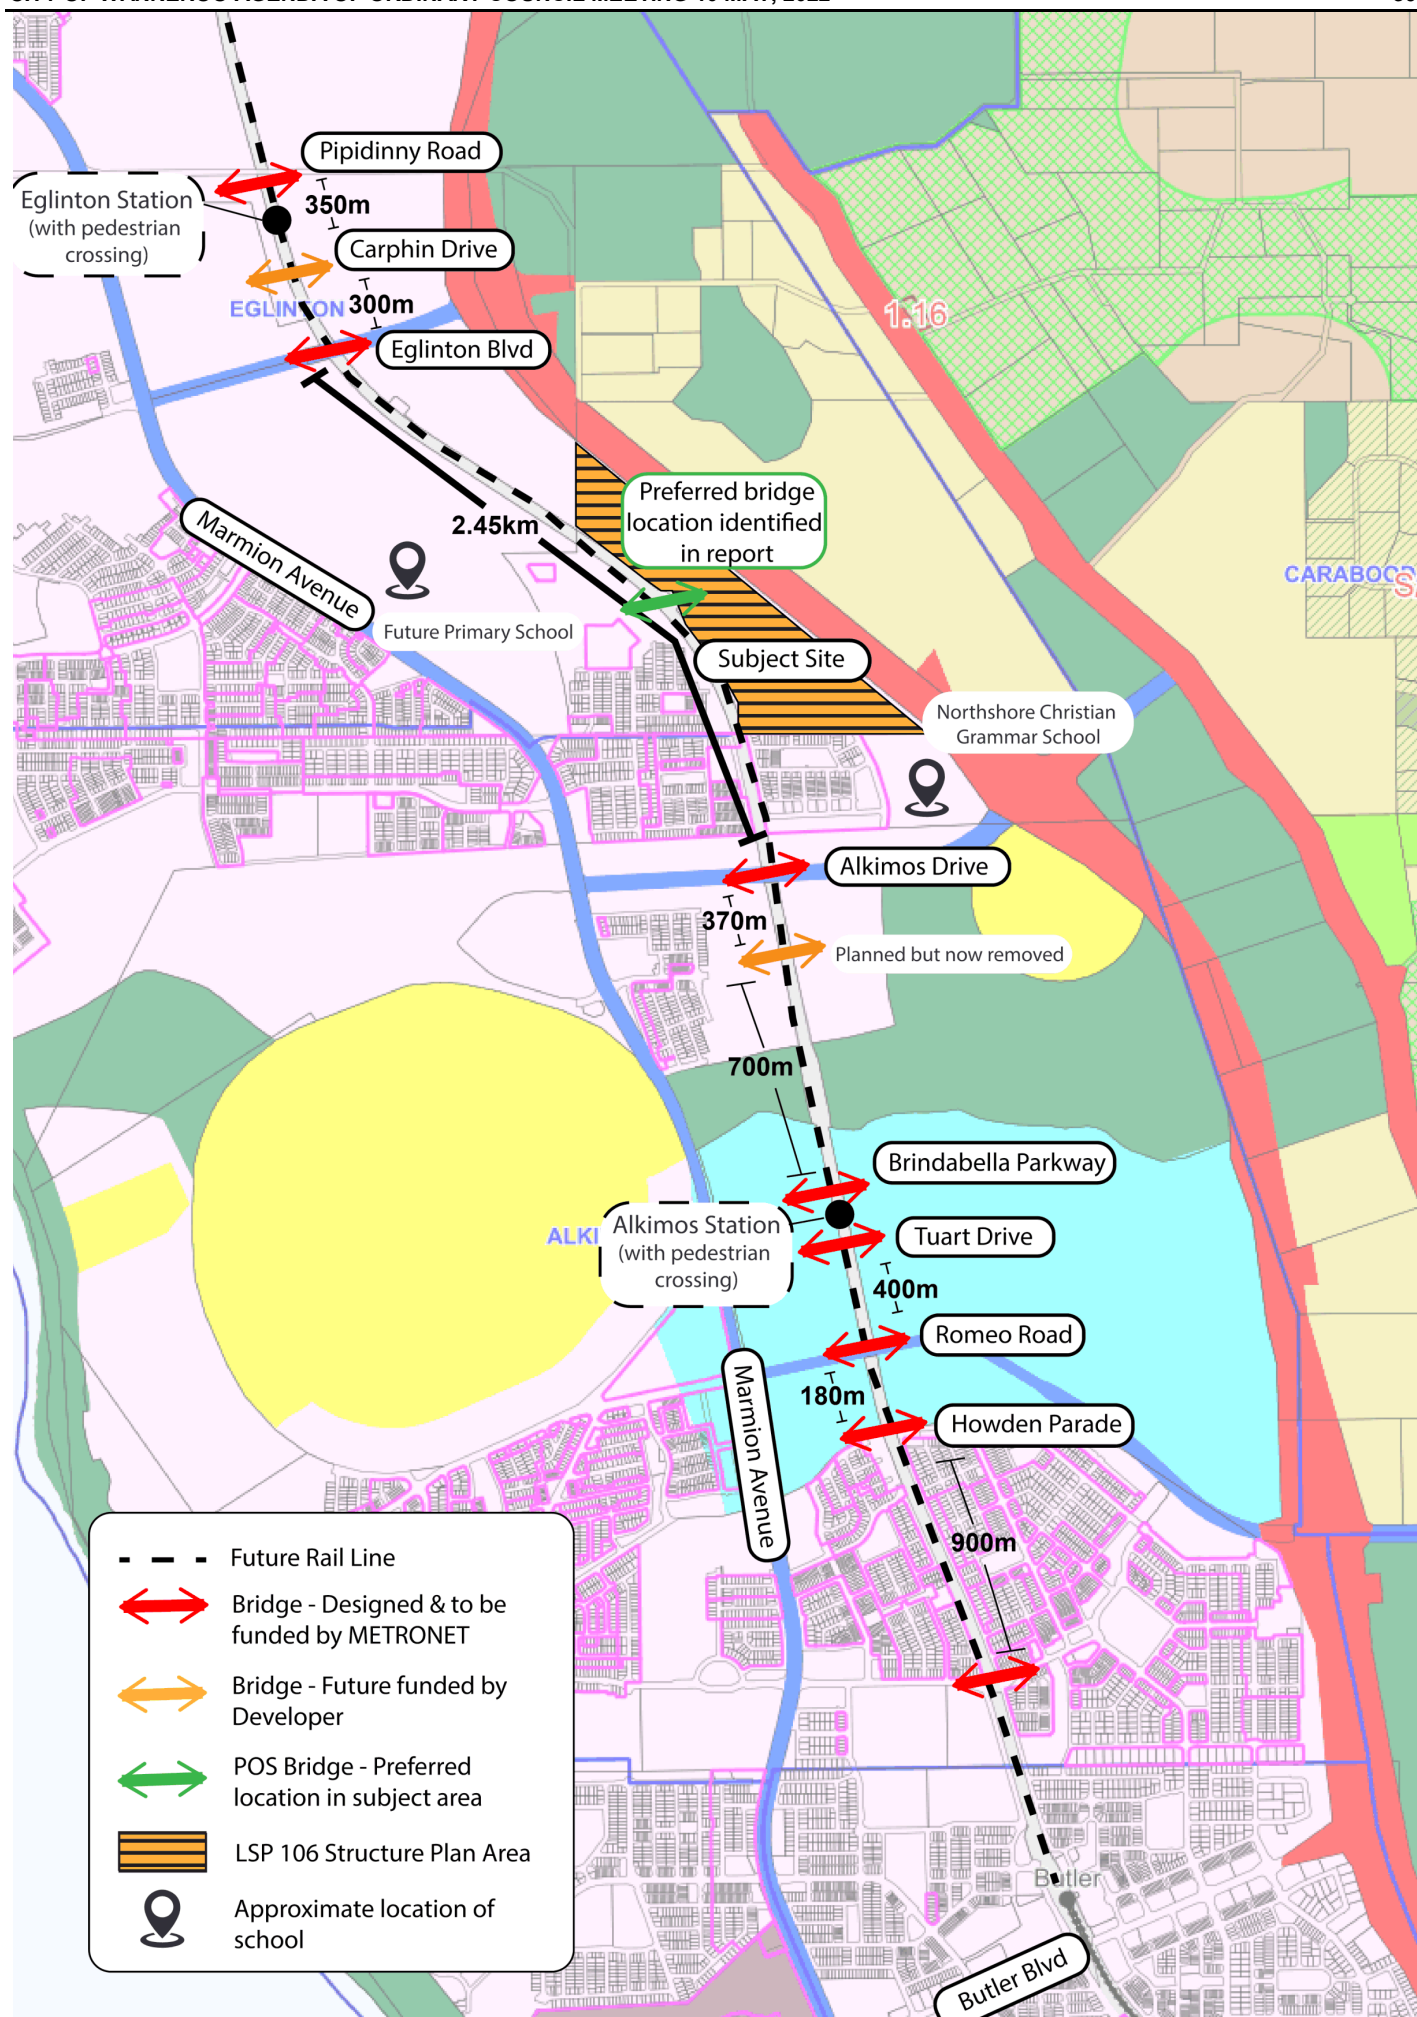 Pipidinny Road
Eglinton Station
(with pedestrian
crossing)
350m
Carphin Drive
EGLINTON
300m
Eglinton Blvd
1.16
Preferred bridge
location identified
in report
2.45km
Marmion Avenue
Future Primary School
Subject Site
Northshore Christian
Grammar School
Alkimos Drive
370m
Planned but now removed
700m
Brindabella Parkway
Alkimos Station
(with pedestrian
crossing)
Tuart Drive
400m
Romeo Road
180m
Marmion Avenue
Howden Parade
900m
Future Rail Line
Bridge - Designed & to be
funded by METRONET
Bridge - Future funded by
Developer
POS Bridge - Preferred
location in subject area
LSP 106 Structure Plan Area
Approximate location of
school
Butler
Butler Blvd